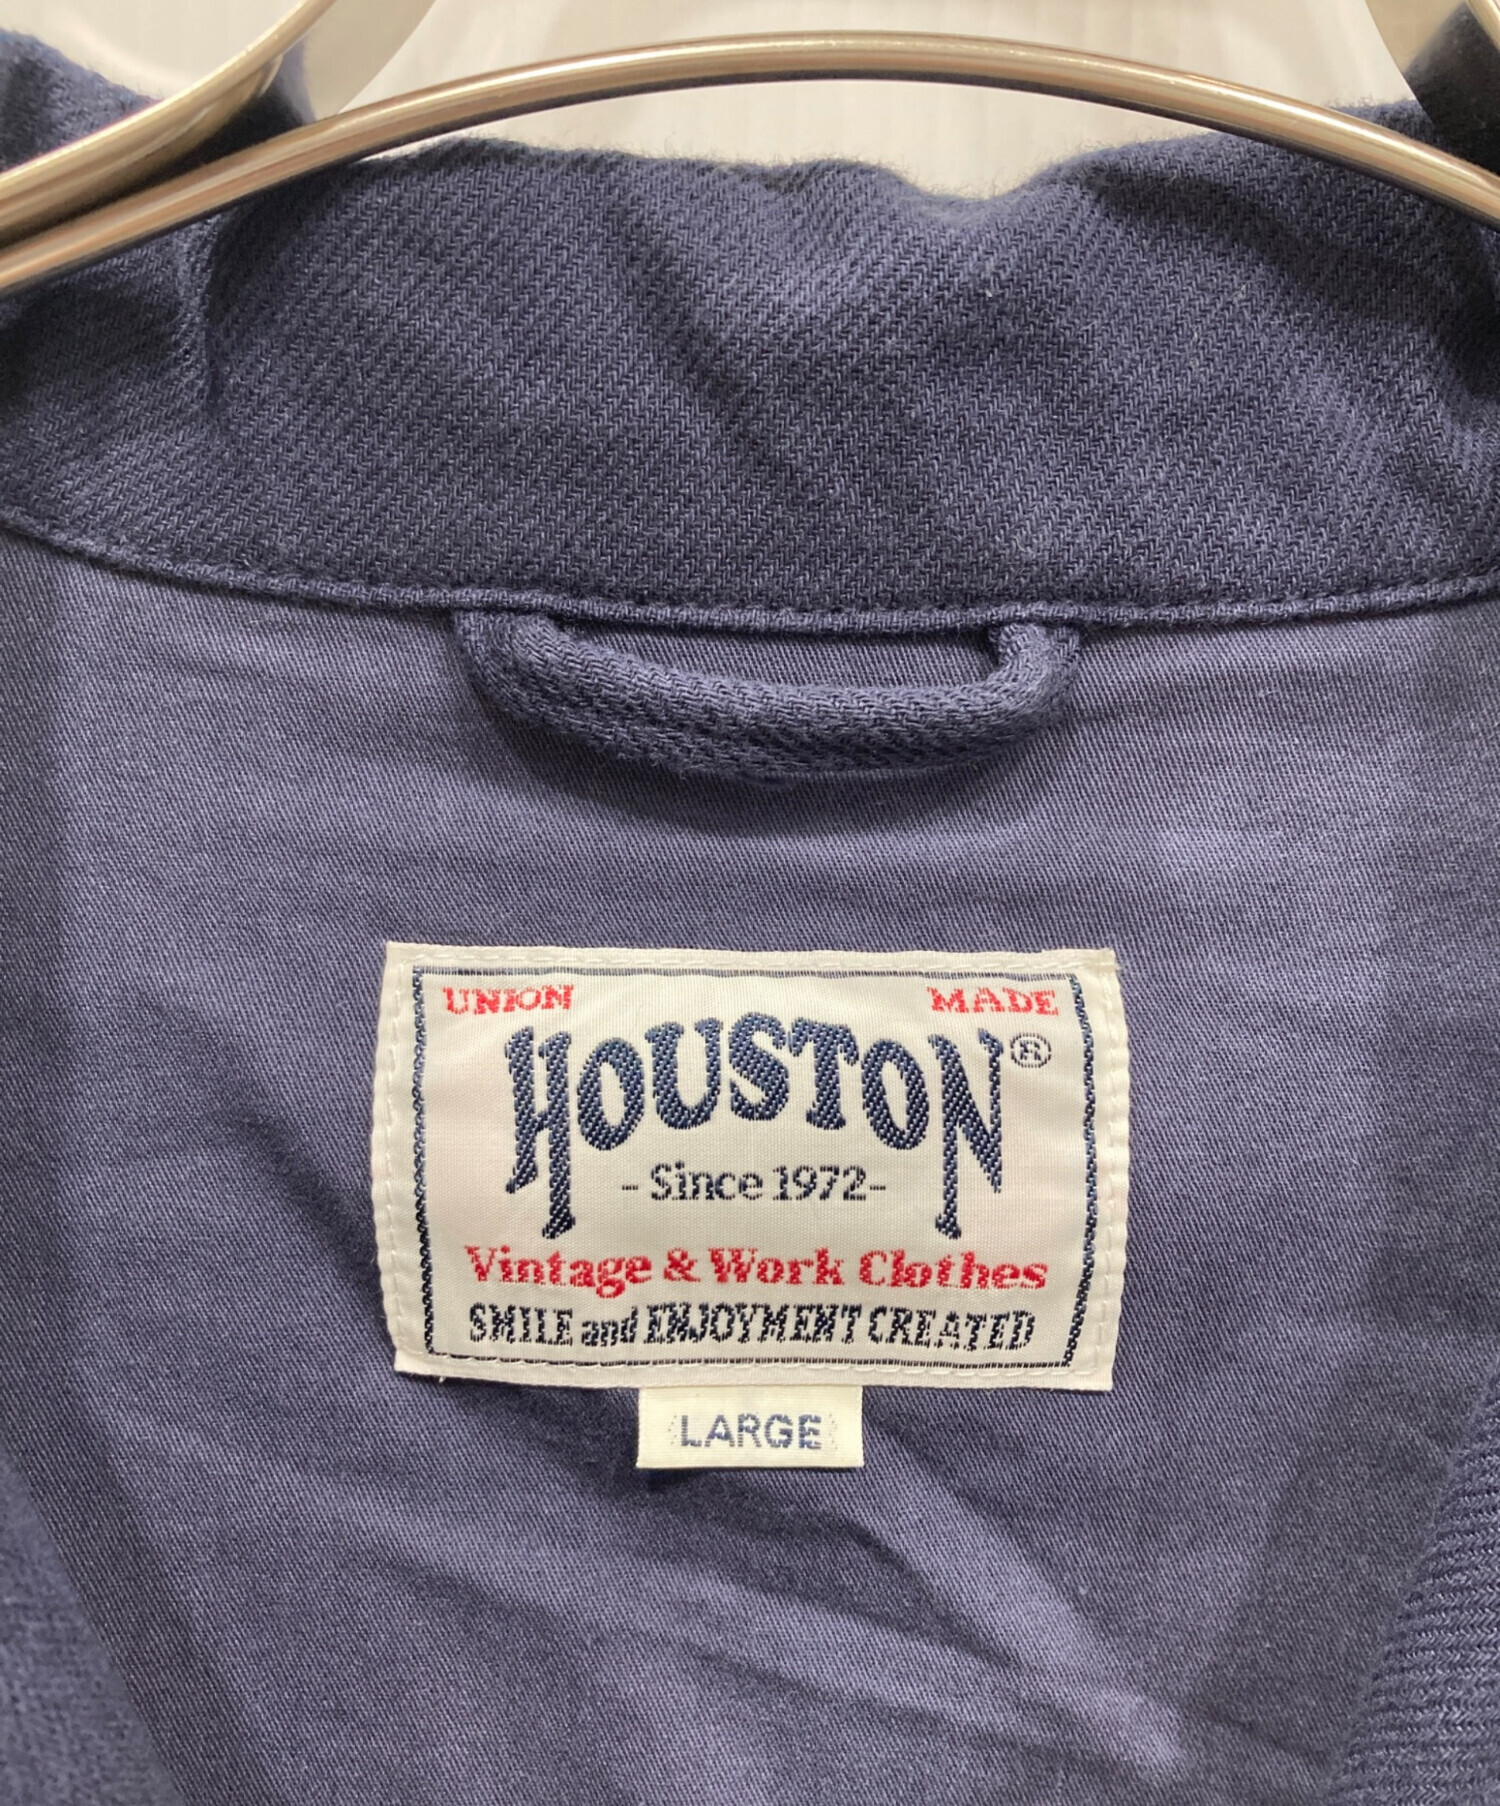 UNION MADE
HOUSTON®
- Since 1972-
Vintage & Work Clothes
SMILE and ENJOYMENT CREATED
LARGE